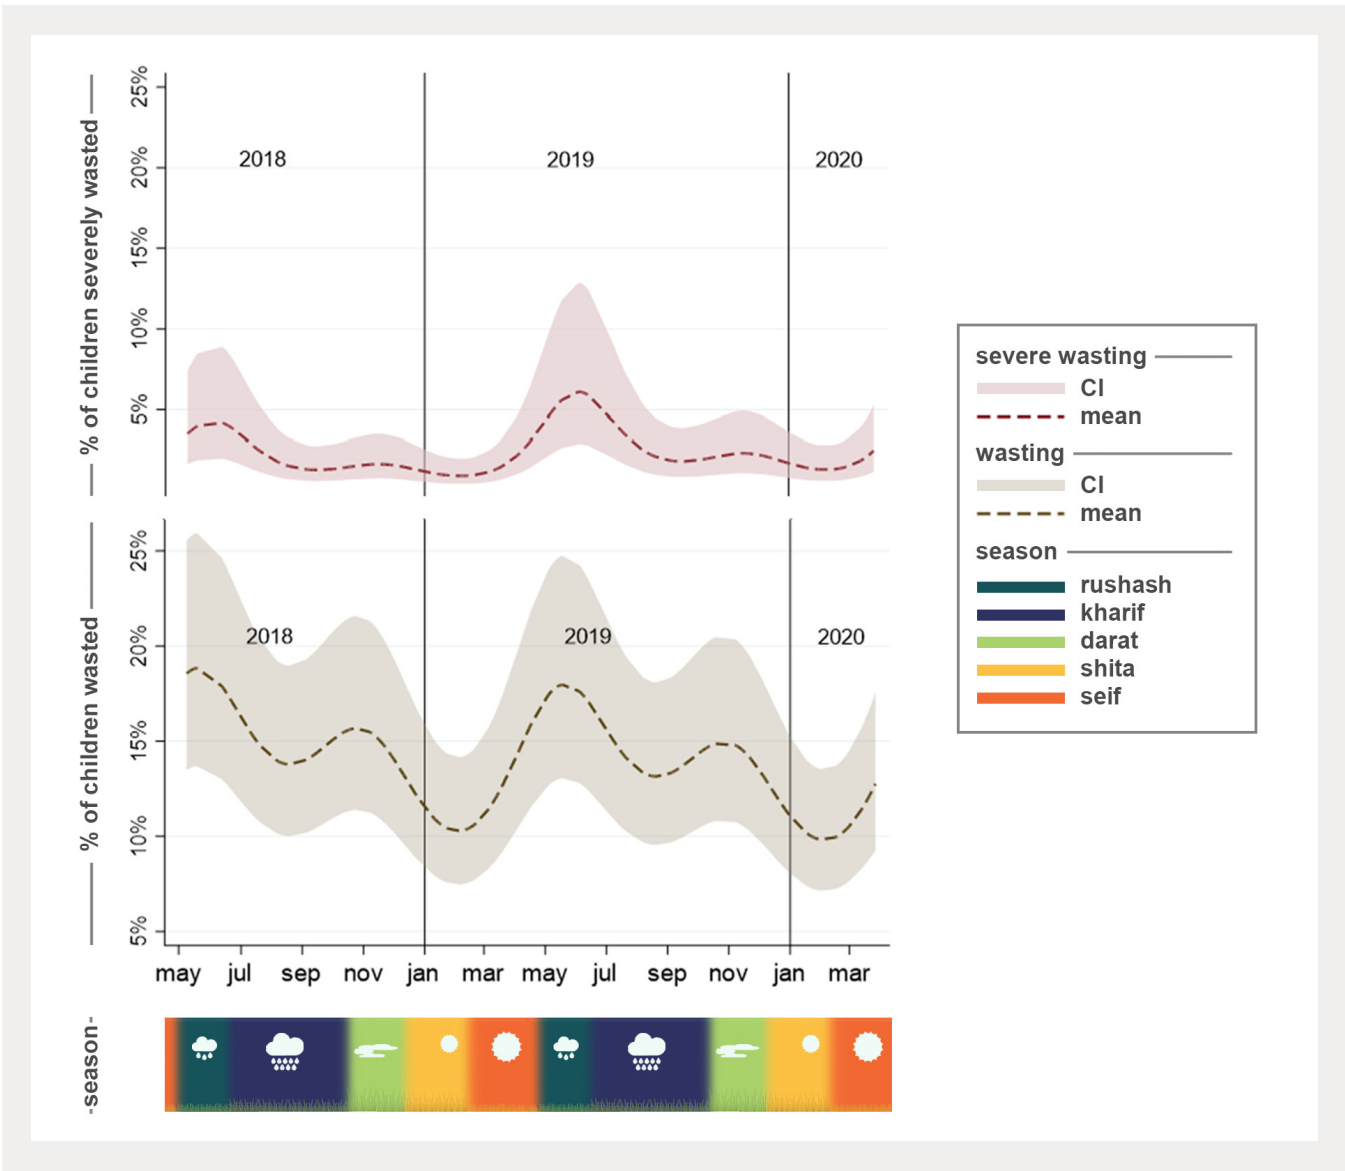 % of children severely wasted
25%
20%
15%
10%
5%
2018
2019
2020
% of children wasted
25%
20%
15%
10%
5%
2018
2019
2020
may jul sep nov jan mar may jul sep nov jan mar
-season-
severe wasting
CI
mean
wasting
CI
mean
season
rushash
kharif
darat
shita
seif